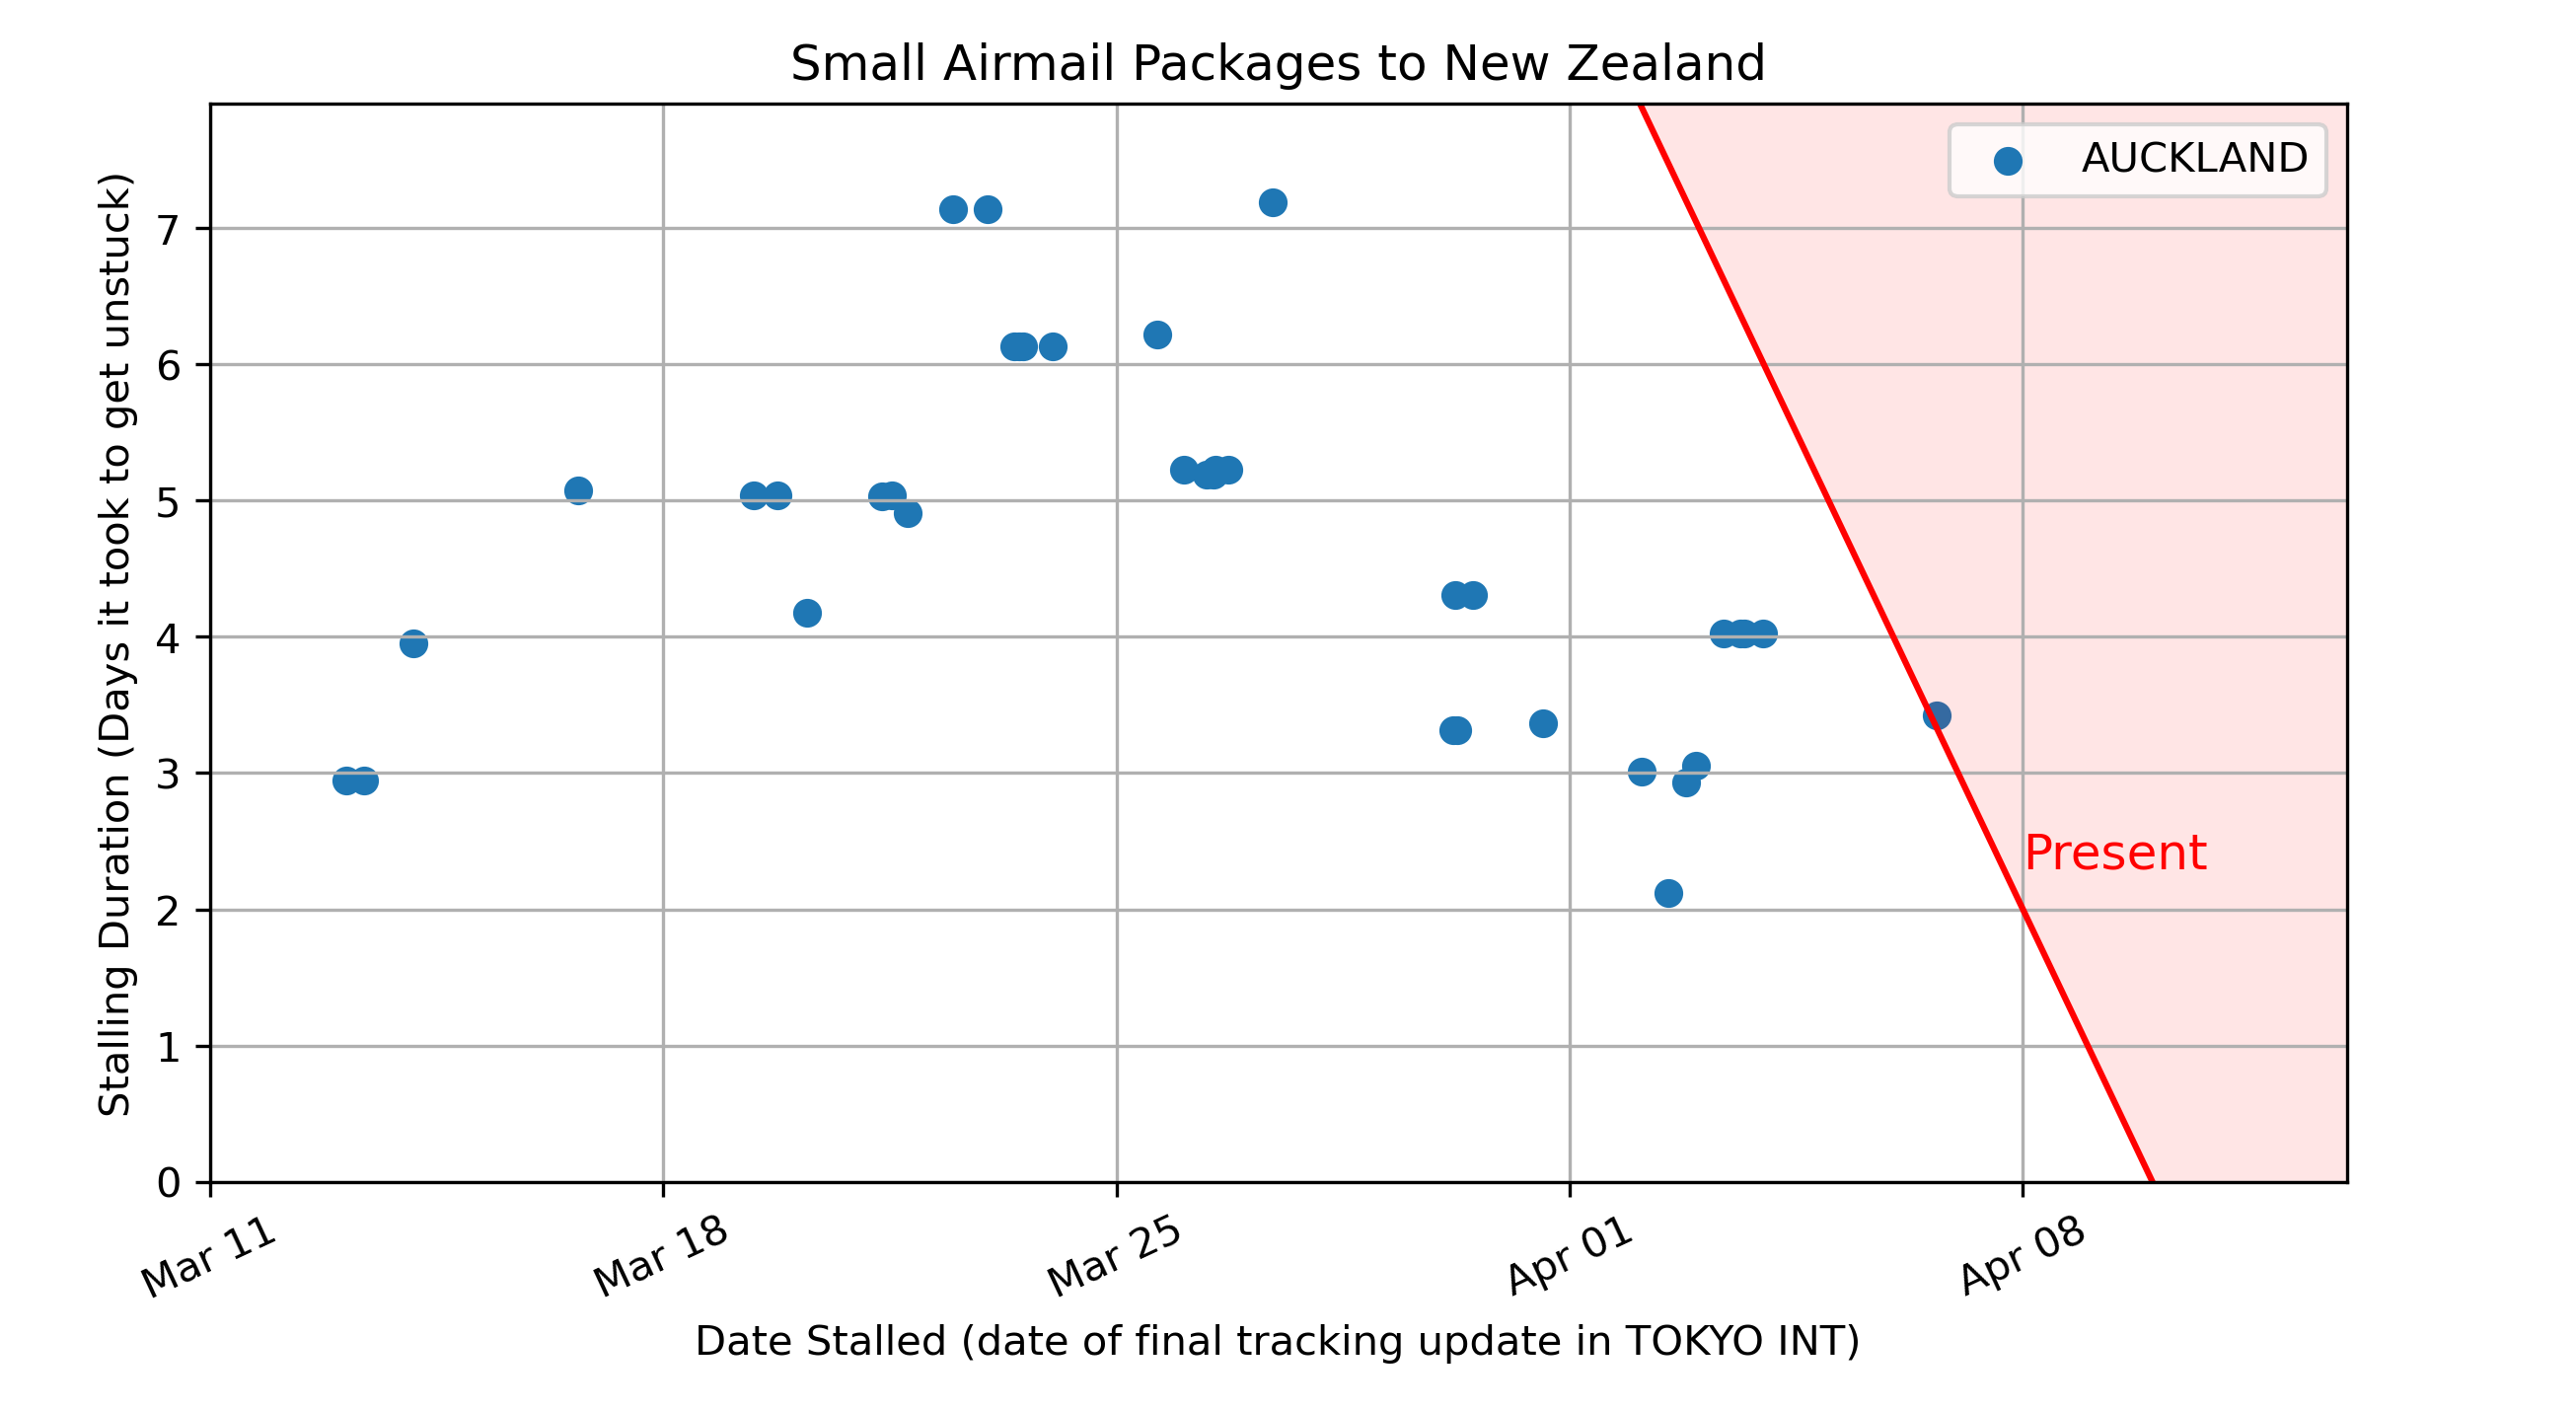 Small Airmail Packages to New Zealand
AUCKLAND
Stalling Duration (Days it took to get unstuck)
7
6
5
4
3
2
1
0
Present
Mar 11
Mar 18
Mar 25
Apr 01
Apr 08
Date Stalled (date of final tracking update in TOKYO INT)